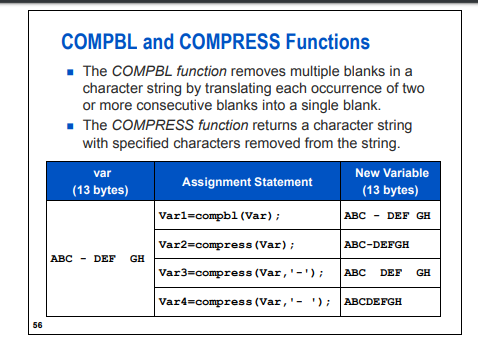 COMPBL and COMPRESS Functions
■ The COMPBL function removes multiple blanks in a
character string by translating each occurrence of two
or more consecutive blanks into a single blank.
■ The COMPRESS function returns a character string
with specified characters removed from the string.
var
(13 bytes)
Assignment Statement
New Variable
(13 bytes)
ABC - DEF  GH
Var1=compbl(Var);
ABC - DEF GH
Var2=compress(Var);
ABC-DEFGH
Var3=compress(Var,'-');
ABC  DEF  GH
Var4=compress(Var,'- ');
ABCDEFGH
56